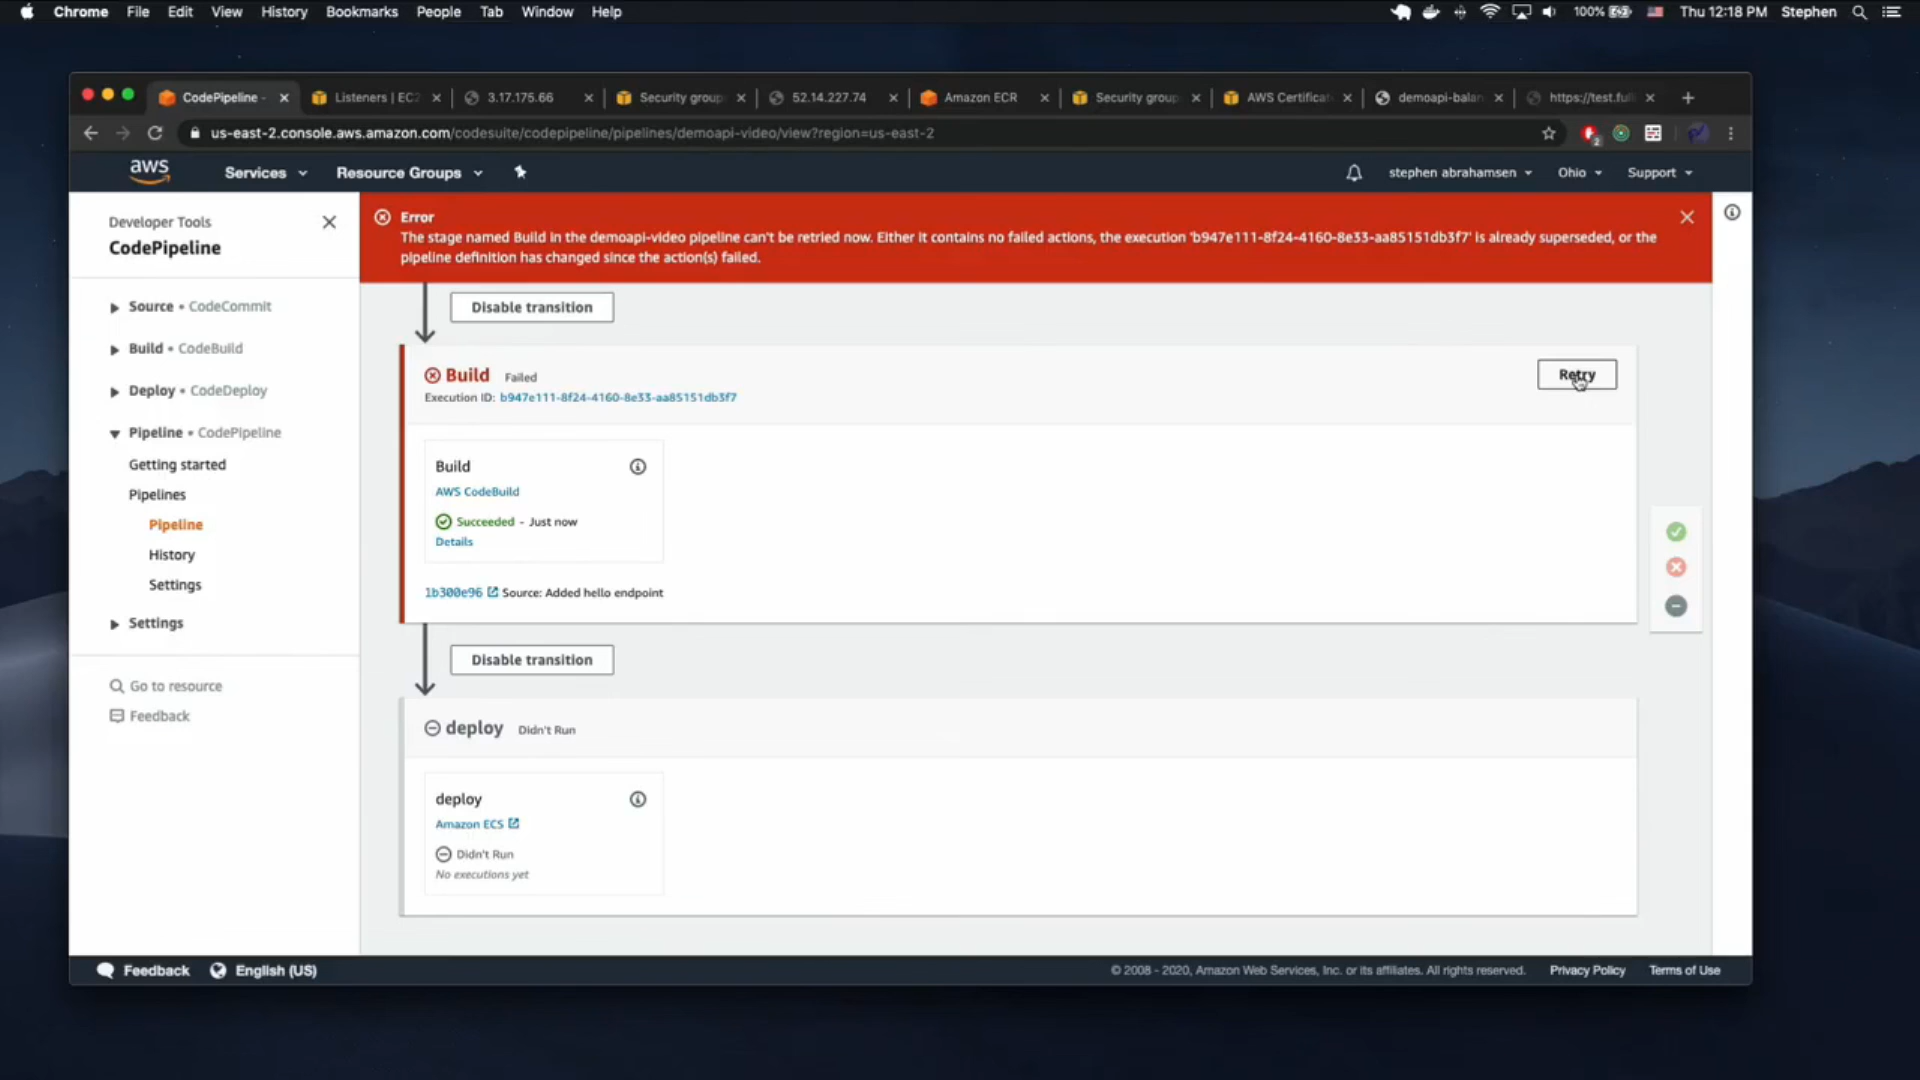 Chrome File Edit View History Bookmarks People Tab Window Help
100% Thu 12:18 PM Stephen
CodePipeline - Listeners | EC2 3.17.175.66 Security group 52.14.227.74 Amazon ECR Security group AWS Certificat demoapi-balan https://test.full
us-east-2.console.aws.amazon.com/codesuite/codepipeline/pipelines/demoapi-video/view?region=us-east-2
2
aws Services Resource Groups stephen abrahamsen Ohio Support
Developer Tools
CodePipeline
Source • CodeCommit
Build • CodeBuild
Deploy • CodeDeploy
Pipeline • CodePipeline
Getting started
Pipelines
Pipeline
History
Settings
Settings
Go to resource
Feedback
Error
The stage named Build in the demoapi-video pipeline can't be retried now. Either it contains no failed actions, the execution 'b947e111-8f24-4160-8e33-aa85151db3f7' is already superseded, or the
pipeline definition has changed since the action(s) failed.
Disable transition
Build Failed
Retry
Execution ID: b947e111-8f24-4160-8e33-aa85151db3f7
Build
AWS CodeBuild
Succeeded - Just now
Details
1b300e96 Source: Added hello endpoint
Disable transition
deploy Didn't Run
deploy
Amazon ECS
Didn't Run
No executions yet
Feedback English (US)
© 2008 - 2020, Amazon Web Services, Inc. or its affiliates. All rights reserved. Privacy Policy Terms of Use